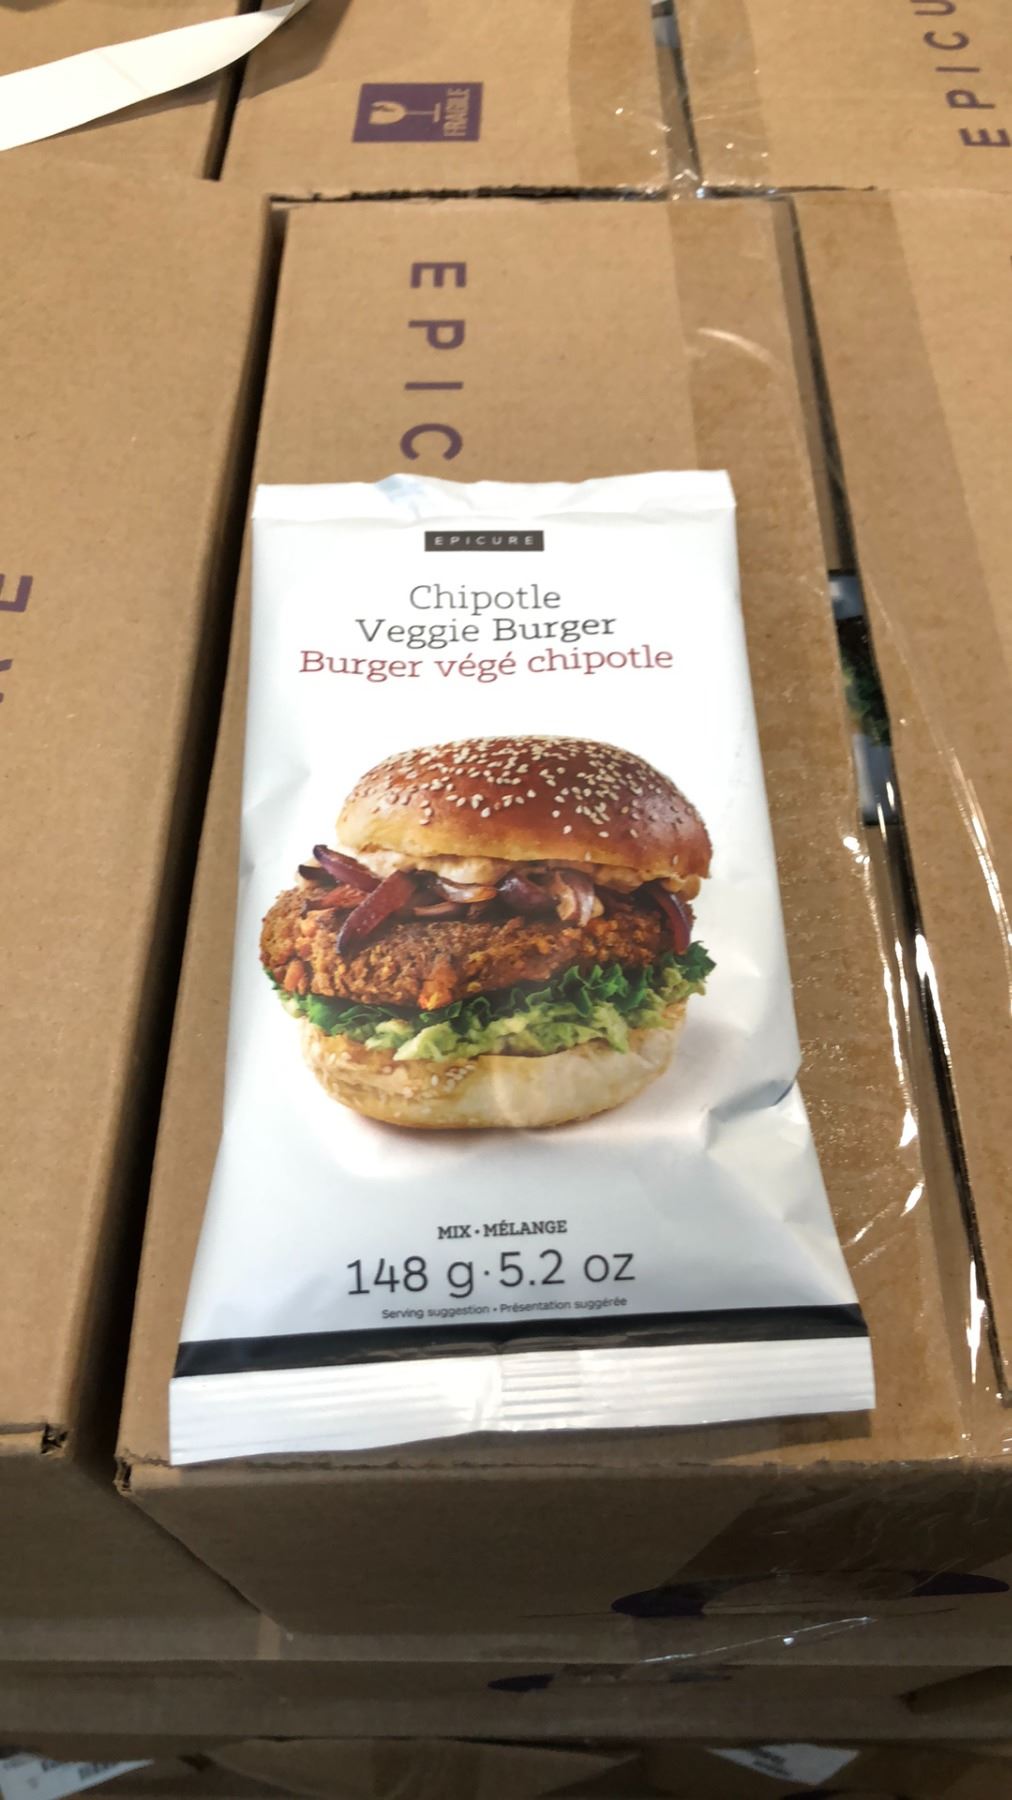 FRAGILE
EPICU
EPIC
EPICURE
Chipotle
Veggie Burger
Burger végé chipotle
MIX • MÉLANGE
148 g · 5.2 oz
Serving suggestion • Présentation suggérée